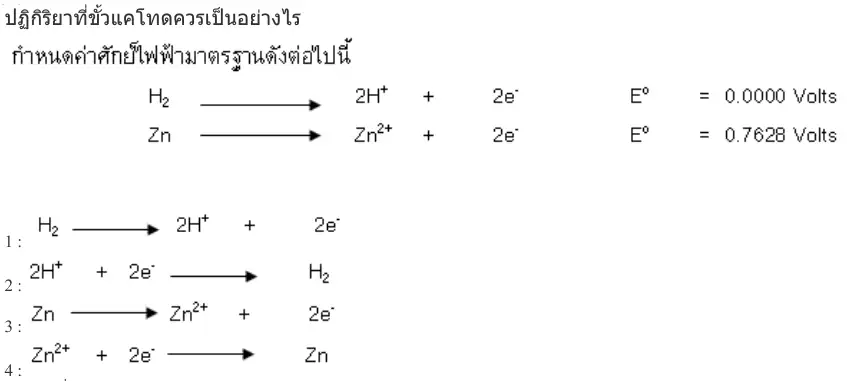 ปฏิกิริยาที่ขั้วแคโทดควรเป็นอย่างไร
กำหนดค่าศักย์ไฟฟ้ามาตรฐานดังต่อไปนี้
H₂ ⟶ 2H⁺ + 2e⁻ Eº = 0.0000 Volts
Zn ⟶ Zn²⁺ + 2e⁻ Eº = 0.7628 Volts
1 : H₂ ⟶ 2H⁺ + 2e⁻
2 : 2H⁺ + 2e⁻ ⟶ H₂
3 : Zn ⟶ Zn²⁺ + 2e⁻
4 : Zn²⁺ + 2e⁻ ⟶ Zn